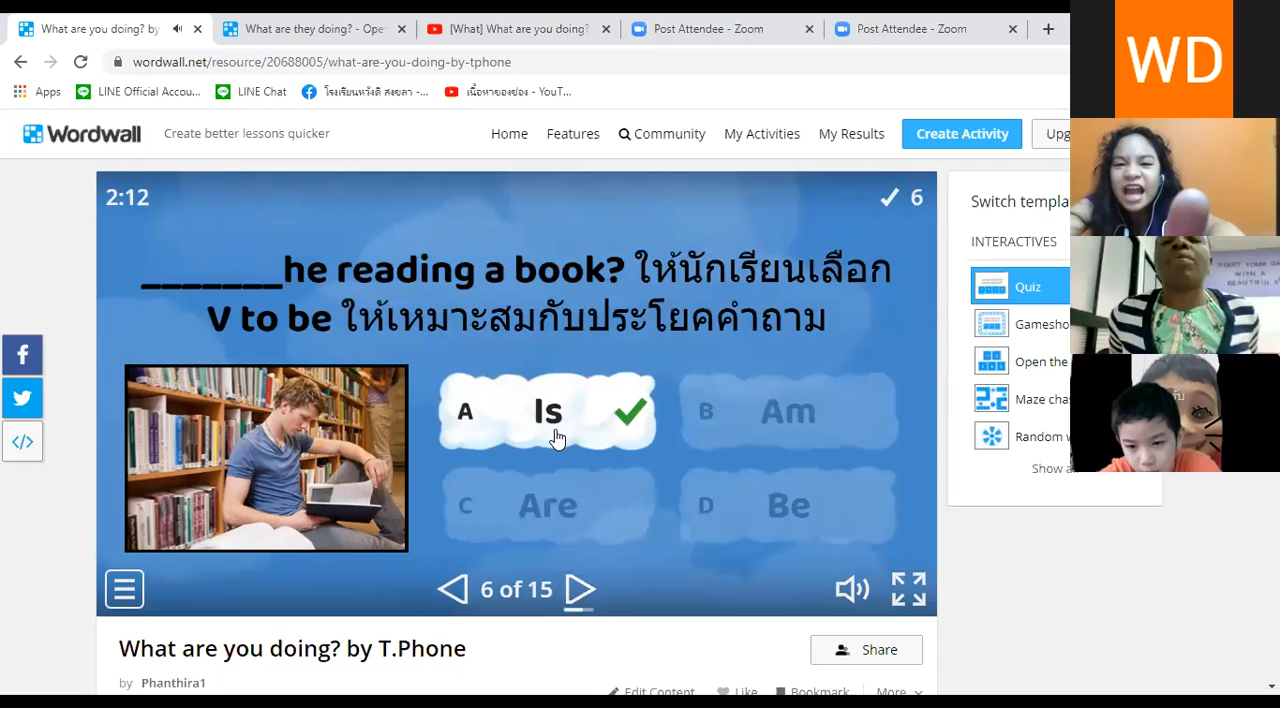 What are you doing? by
What are they doing? - Ope
[What] What are you doing?
Post Attendee - Zoom
Post Attendee - Zoom
wordwall.net/resource/20688005/what-are-you-doing-by-tphone
Apps
LINE Official Accou...
LINE Chat
โรงเรียนหวังดี สงขลา -...
เนื้อหาของช่อง - YouT...
Wordwall
Create better lessons quicker
Home
Features
Community
My Activities
My Results
Create Activity
Upg
WD
2:12
6
_______he reading a book? ให้นักเรียนเลือก
V to be ให้เหมาะสมกับประโยคคำถาม
A Is
B Am
C Are
D Be
6 of 15
Switch templa
INTERACTIVES
Quiz
Gamesho
Open the
Maze chas
Random w
Show a
START YOUR DA
WITH A
BEAUTIFUL S
What are you doing? by T.Phone
Share
by Phanthira1
Edit Content
Like
Bookmark
More